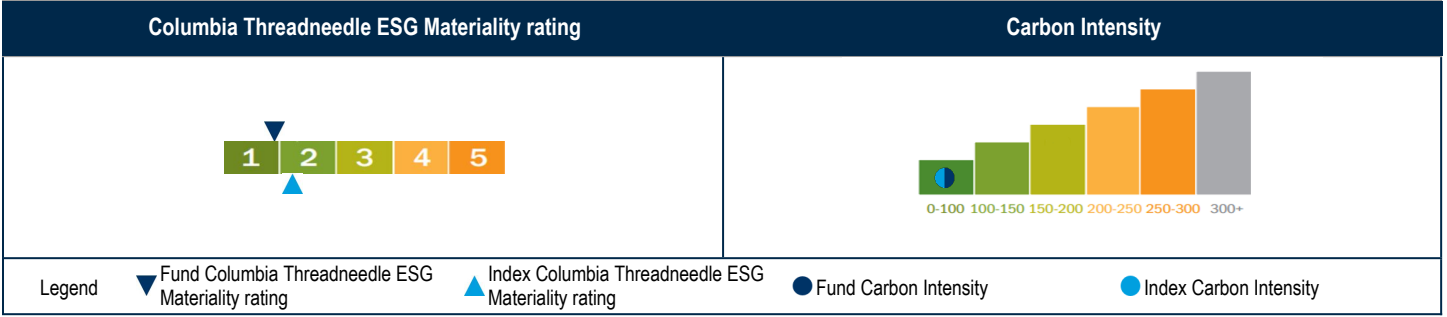 Columbia Threadneedle ESG Materiality rating
Carbon Intensity
1 2 3 4 5
0-100 100-150 150-200 200-250 250-300 300+
Legend
Fund Columbia Threadneedle ESG
Materiality rating
Index Columbia Threadneedle ESG
Materiality rating
Fund Carbon Intensity
Index Carbon Intensity